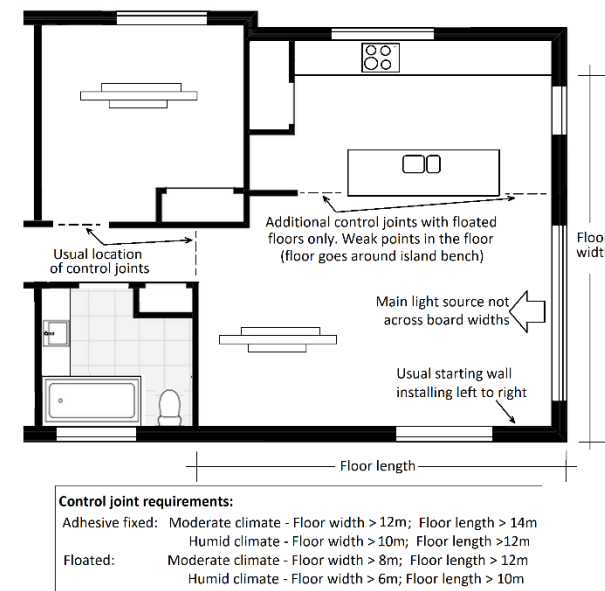 Usual location
of control joints
Additional control joints with floated
floors only. Weak points in the floor
(floor goes around island bench)
Floor
width
Main light source not
across board widths
Usual starting wall
installing left to right
Floor length
Control joint requirements:
Adhesive fixed: Moderate climate - Floor width > 12m; Floor length > 14m
Humid climate - Floor width > 10m; Floor length >12m
Floated: Moderate climate - Floor width > 8m; Floor length > 12m
Humid climate - Floor width > 6m; Floor length > 10m